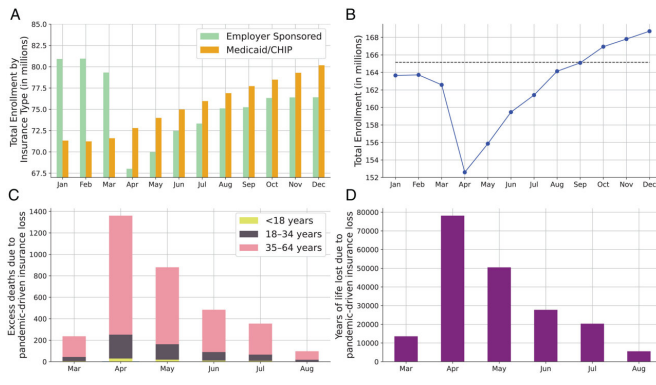 A
Total Enrollment by
Insurance Type (in millions)
85.0
82.5
80.0
77.5
75.0
72.5
70.0
67.5
Employer Sponsored
Medicaid/CHIP
Jan Feb Mar Apr May Jun Jul Aug Sep Oct Nov Dec
B
Total Enrollment (in millions)
168
166
164
162
160
158
156
154
152
Jan Feb Mar Apr May Jun Jul Aug Sep Oct Nov Dec
C
Excess deaths due to
pandemic-driven insurance loss
1400
1200
1000
800
600
400
200
0
<18 years
18–34 years
35–64 years
Mar Apr May Jun Jul Aug
D
Years of life lost due to
pandemic-driven insurance loss
80000
70000
60000
50000
40000
30000
20000
10000
0
Mar Apr May Jun Jul Aug